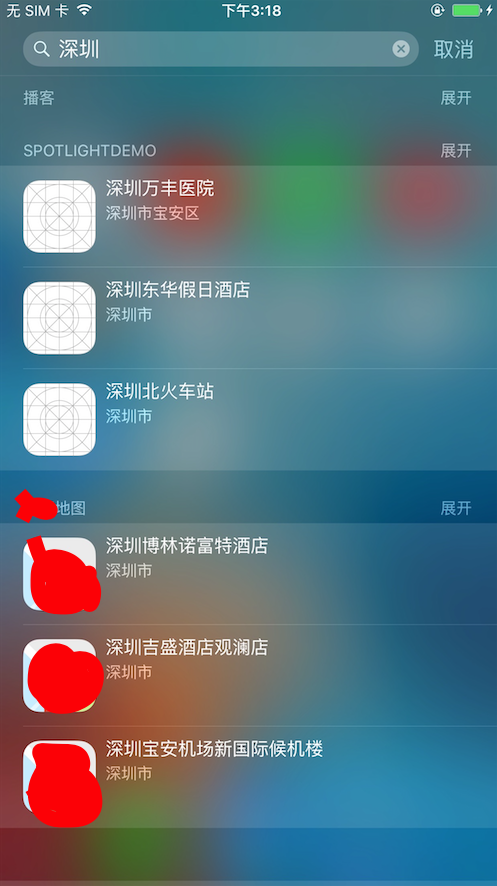 无 SIM 卡 下午3:18
深圳 取消
播客 展开
SPOTLIGHTDEMO 展开
深圳万丰医院
深圳市宝安区
深圳东华假日酒店
深圳市
深圳北火车站
深圳市
地图 展开
深圳博林诺富特酒店
深圳市
深圳吉盛酒店观澜店
深圳市
深圳宝安机场新国际候机楼
深圳市